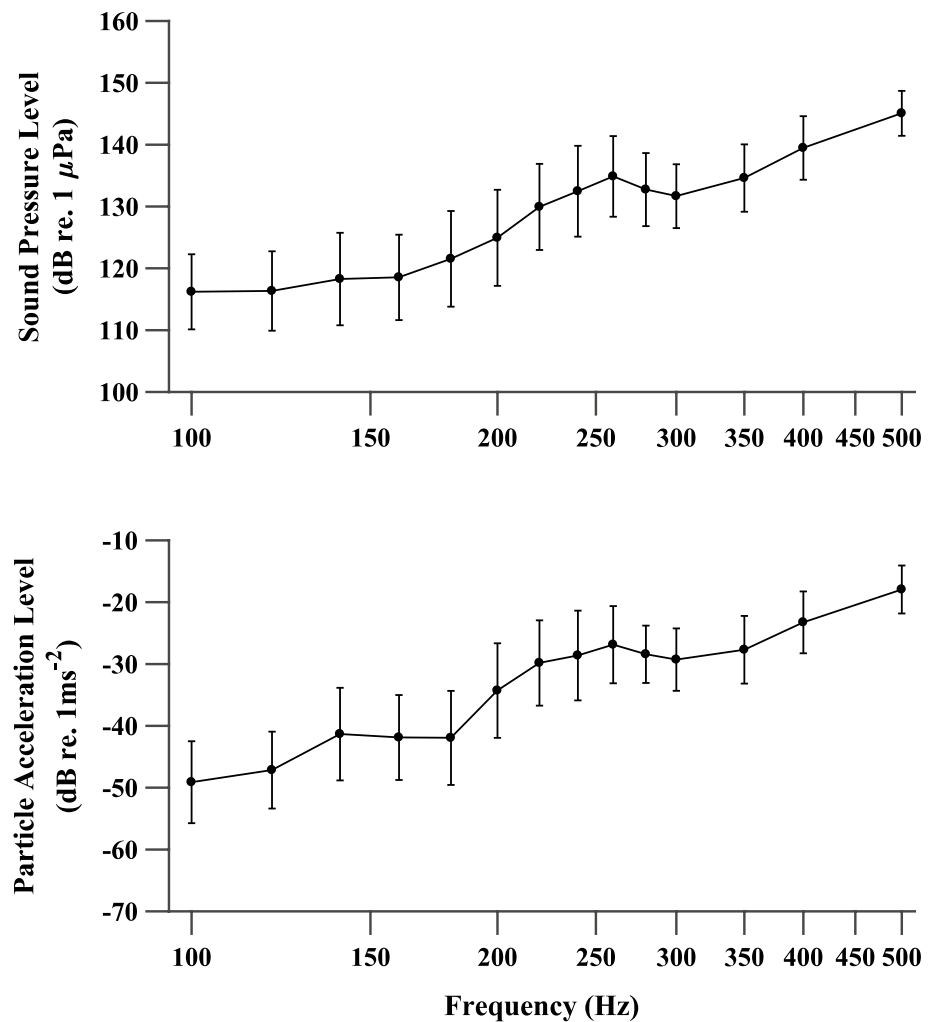 Sound Pressure Level
(dB re. 1 μPa)
160
150
140
130
120
110
100
100 150 200 250 300 350 400 450 500
Particle Acceleration Level
(dB re. 1ms⁻²)
-10
-20
-30
-40
-50
-60
-70
100 150 200 250 300 350 400 450 500
Frequency (Hz)